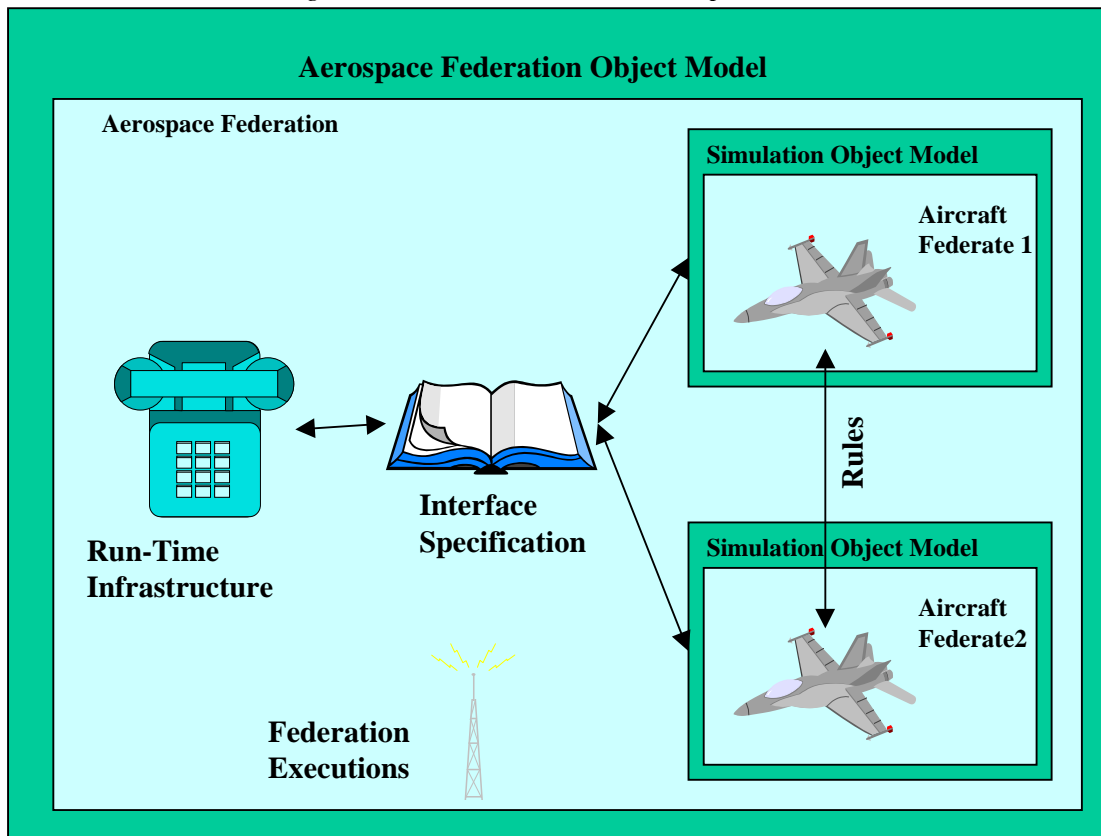 Aerospace Federation Object Model
Aerospace Federation
Simulation Object Model
Aircraft
Federate 1
Rules
Interface
Specification
Run-Time
Infrastructure
Simulation Object Model
Aircraft
Federate2
Federation
Executions